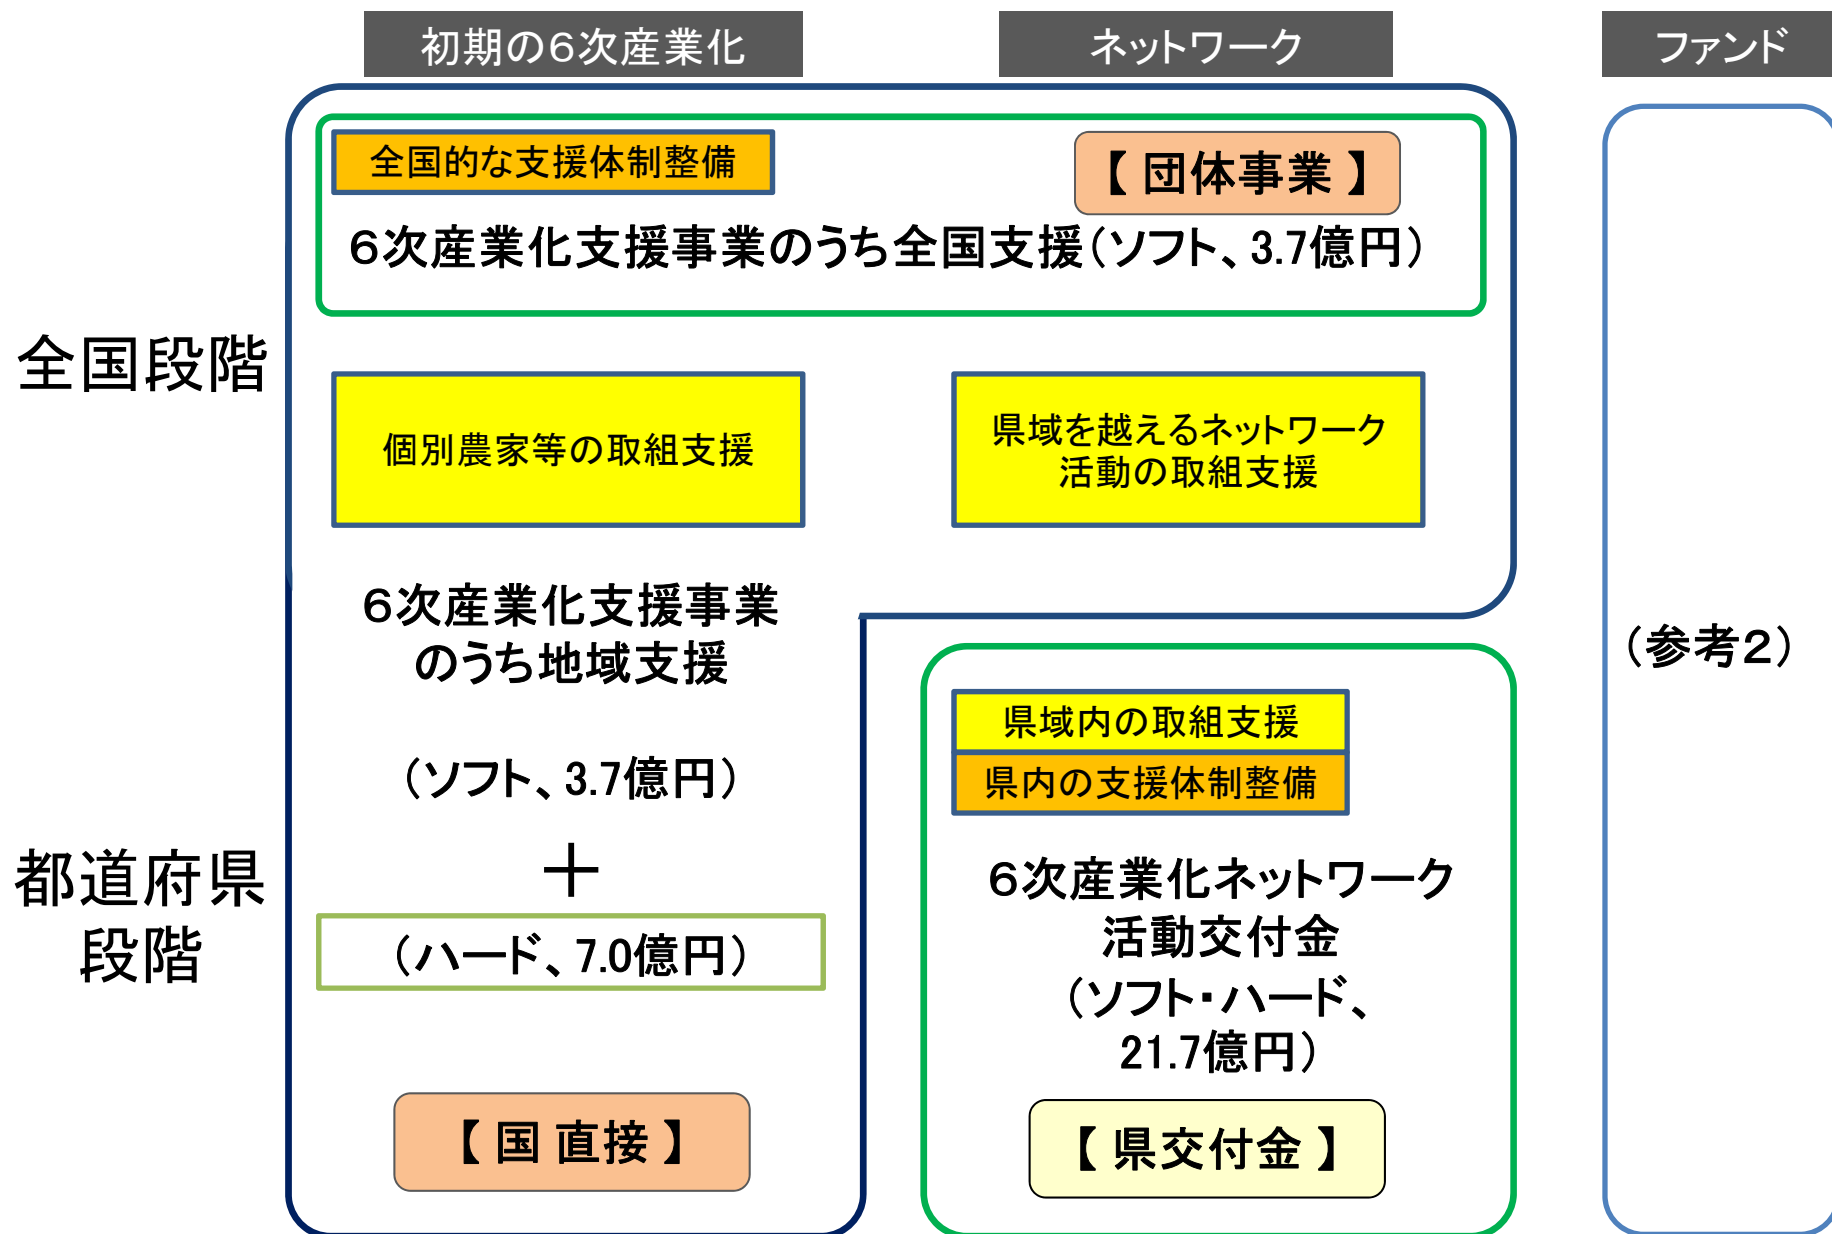 初期の６次産業化
ネットワーク
ファンド
全国的な支援体制整備
【 団体事業 】
６次産業化支援事業のうち全国支援（ソフト、3.7億円）
全国段階
個別農家等の取組支援
県域を越えるネットワーク
活動の取組支援
６次産業化支援事業
のうち地域支援
（ソフト、3.7億円）
＋
（ハード、7.0億円）
【 国 直接 】
都道府県
段階
県域内の取組支援
県内の支援体制整備
６次産業化ネットワーク
活動交付金
（ソフト・ハード、
21.7億円）
【 県交付金 】
（参考２）